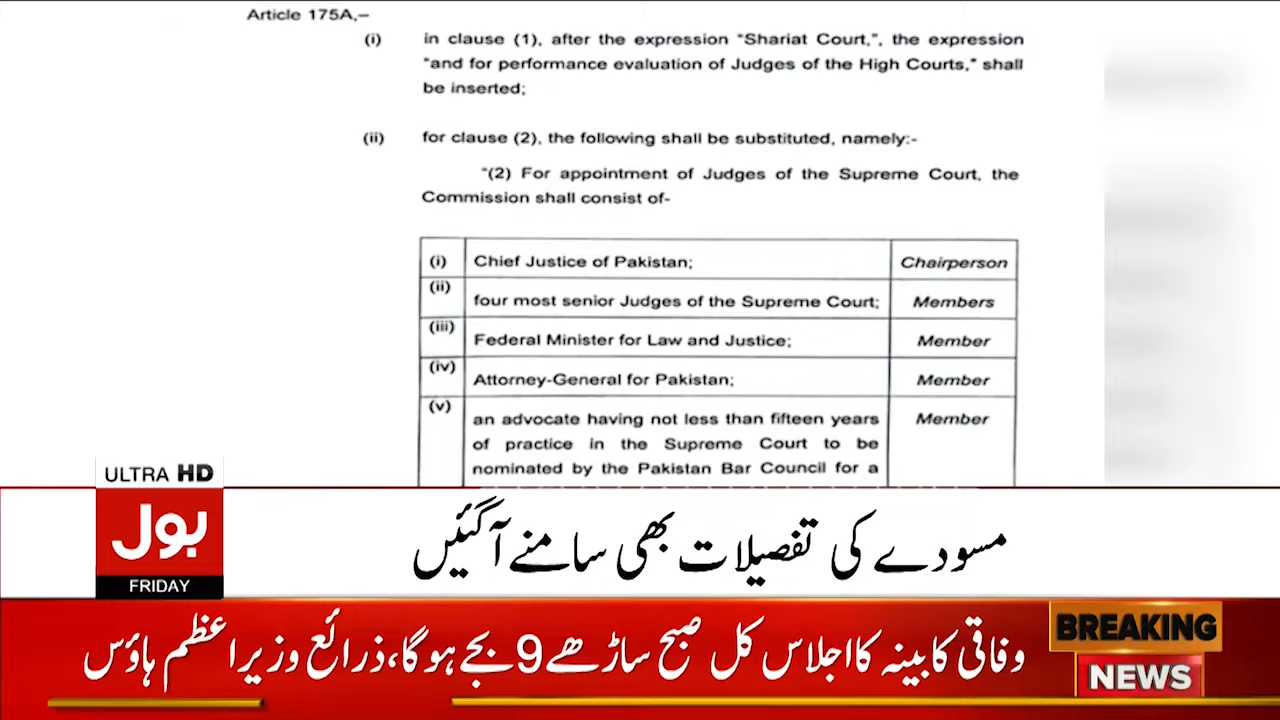 Article 175A,–
(i) in clause (1), after the expression "Shariat Court,", the expression
"and for performance evaluation of Judges of the High Courts," shall
be inserted;
(ii) for clause (2), the following shall be substituted, namely:-
"(2) For appointment of Judges of the Supreme Court, the
Commission shall consist of-
(i) Chief Justice of Pakistan; Chairperson
(ii) four most senior Judges of the Supreme Court; Members
(iii) Federal Minister for Law and Justice; Member
(iv) Attorney-General for Pakistan; Member
(v) an advocate having not less than fifteen years Member
of practice in the Supreme Court to be
nominated by the Pakistan Bar Council for a
ULTRA HD
بول
FRIDAY
مسودے کی تفصیلات بھی سامنے آگئیں
وفاقی کابینہ کا اجلاس کل صبح ساڑھے 9 بجے ہوگا، ذرائع وزیراعظم ہاؤس
BREAKING
NEWS